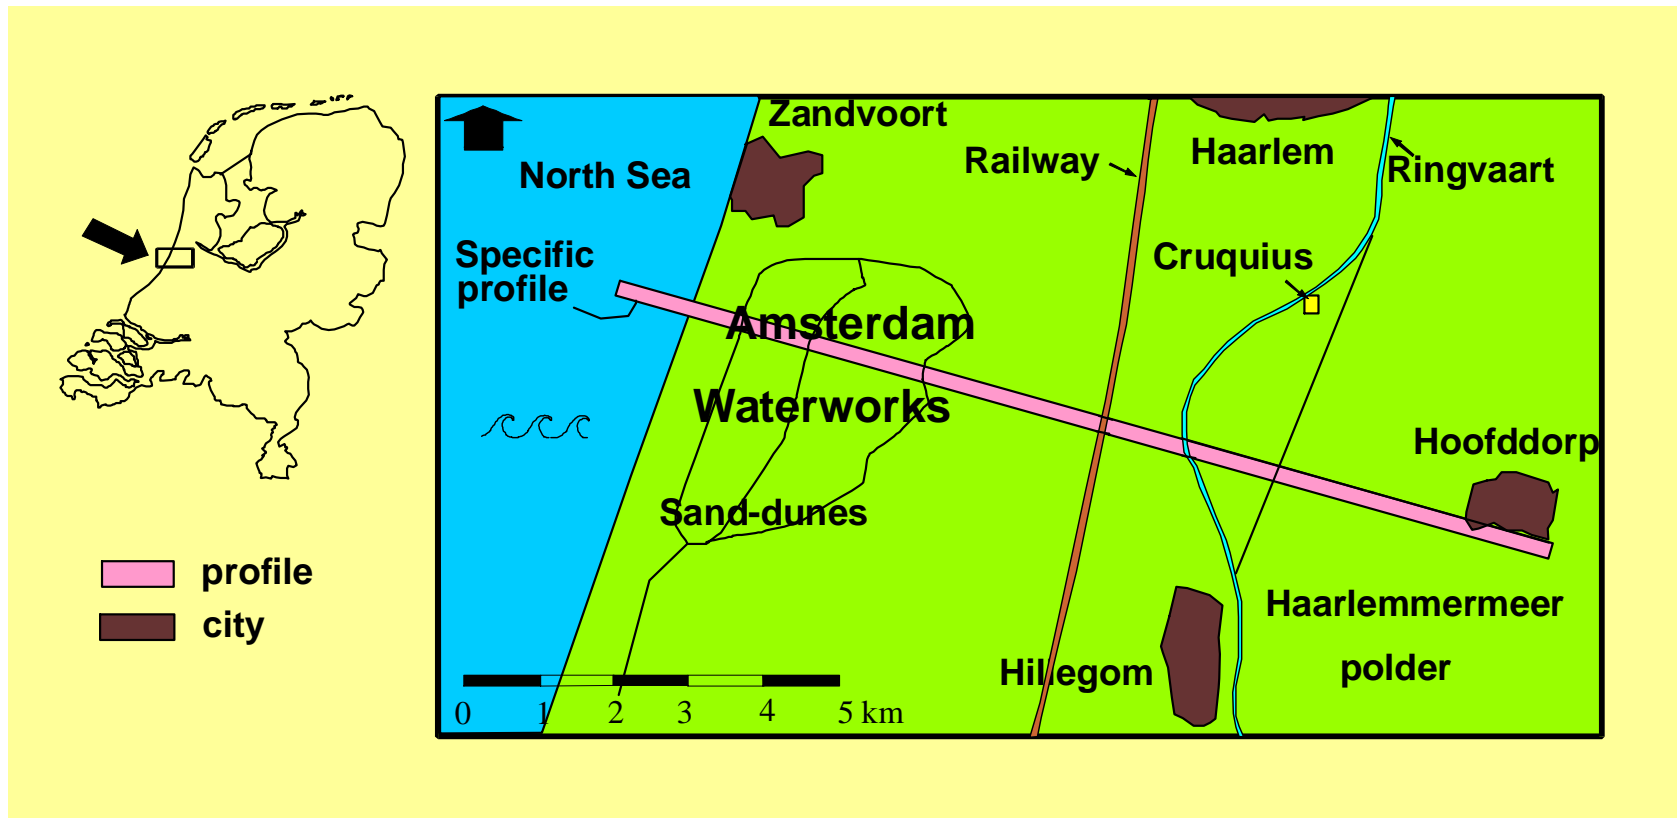 Zandvoort
North Sea
Railway
Haarlem
Ringvaart
Specific
profile
Cruquius
Amsterdam
Waterworks
Hoofddorp
Sand-dunes
profile
city
Haarlemmermeer
polder
Hillegom
0 1 2 3 4 5 km